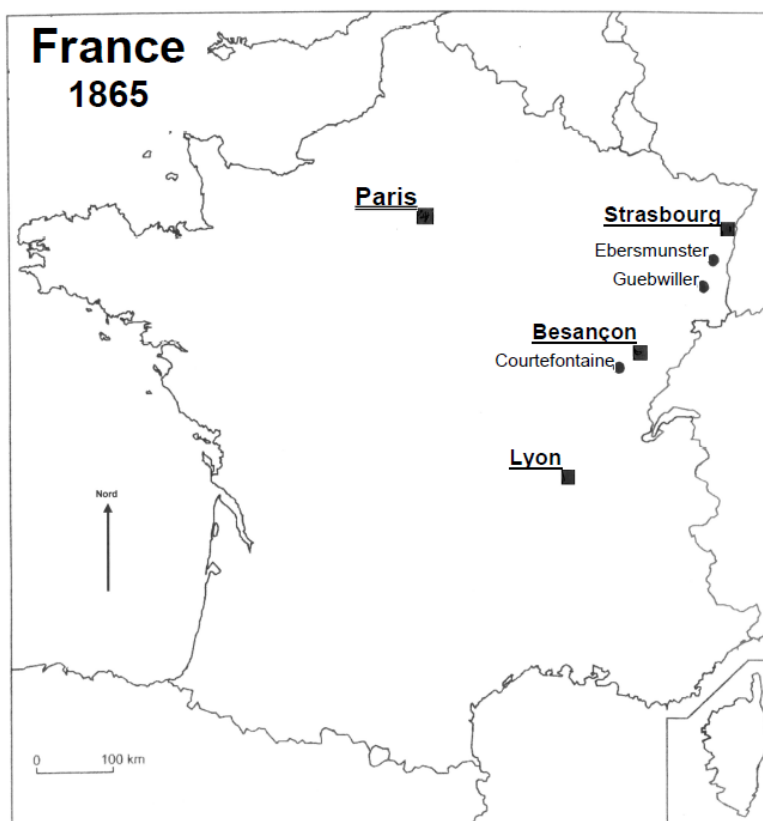 France
1865
Paris
Strasbourg
Ebersmunster
Guebwiller
Besançon
Courtefontaine
Lyon
Nord
0 100 km